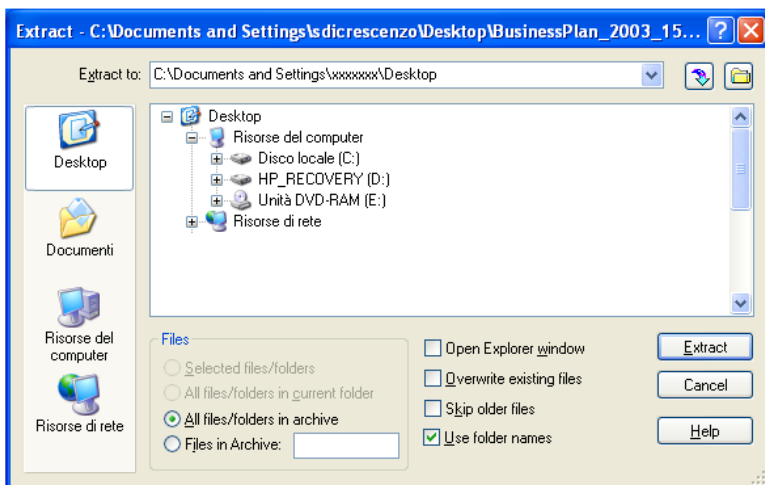 Extract - C:\Documents and Settings\sdicrescenzo\Desktop\BusinessPlan_2003_15...
Extract to: C:\Documents and Settings\xxxxxxx\Desktop
Desktop
Documenti
Risorse del
computer
Risorse di rete
Desktop
Risorse del computer
Disco locale (C:)
HP_RECOVERY (D:)
Unità DVD-RAM (E:)
Risorse di rete
Files
Selected files/folders
All files/folders in current folder
All files/folders in archive
Files in Archive:
Open Explorer window
Overwrite existing files
Skip older files
Use folder names
Extract
Cancel
Help